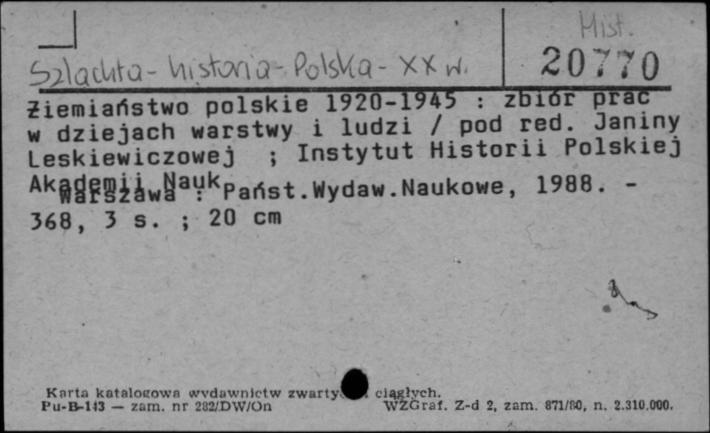 Hist.
20770
Szlachta - historia - Polska - XX w.
Ziemiaństwo polskie 1920-1945 : zbiór prac
w dziejach warstwy i ludzi / pod red. Janiny
Leskiewiczowej ; Instytut Historii Polskiej
Akademii Nauk
Warszawa : Państ.Wydaw.Naukowe, 1988. -
368, 3 s. ; 20 cm
Karta katalogowa wydawnictw ciągłych.
Pu-B-143 — zam. nr 282/DW/On WZGraf. Z-d 2, zam. 871/80, n. 2.310.000.